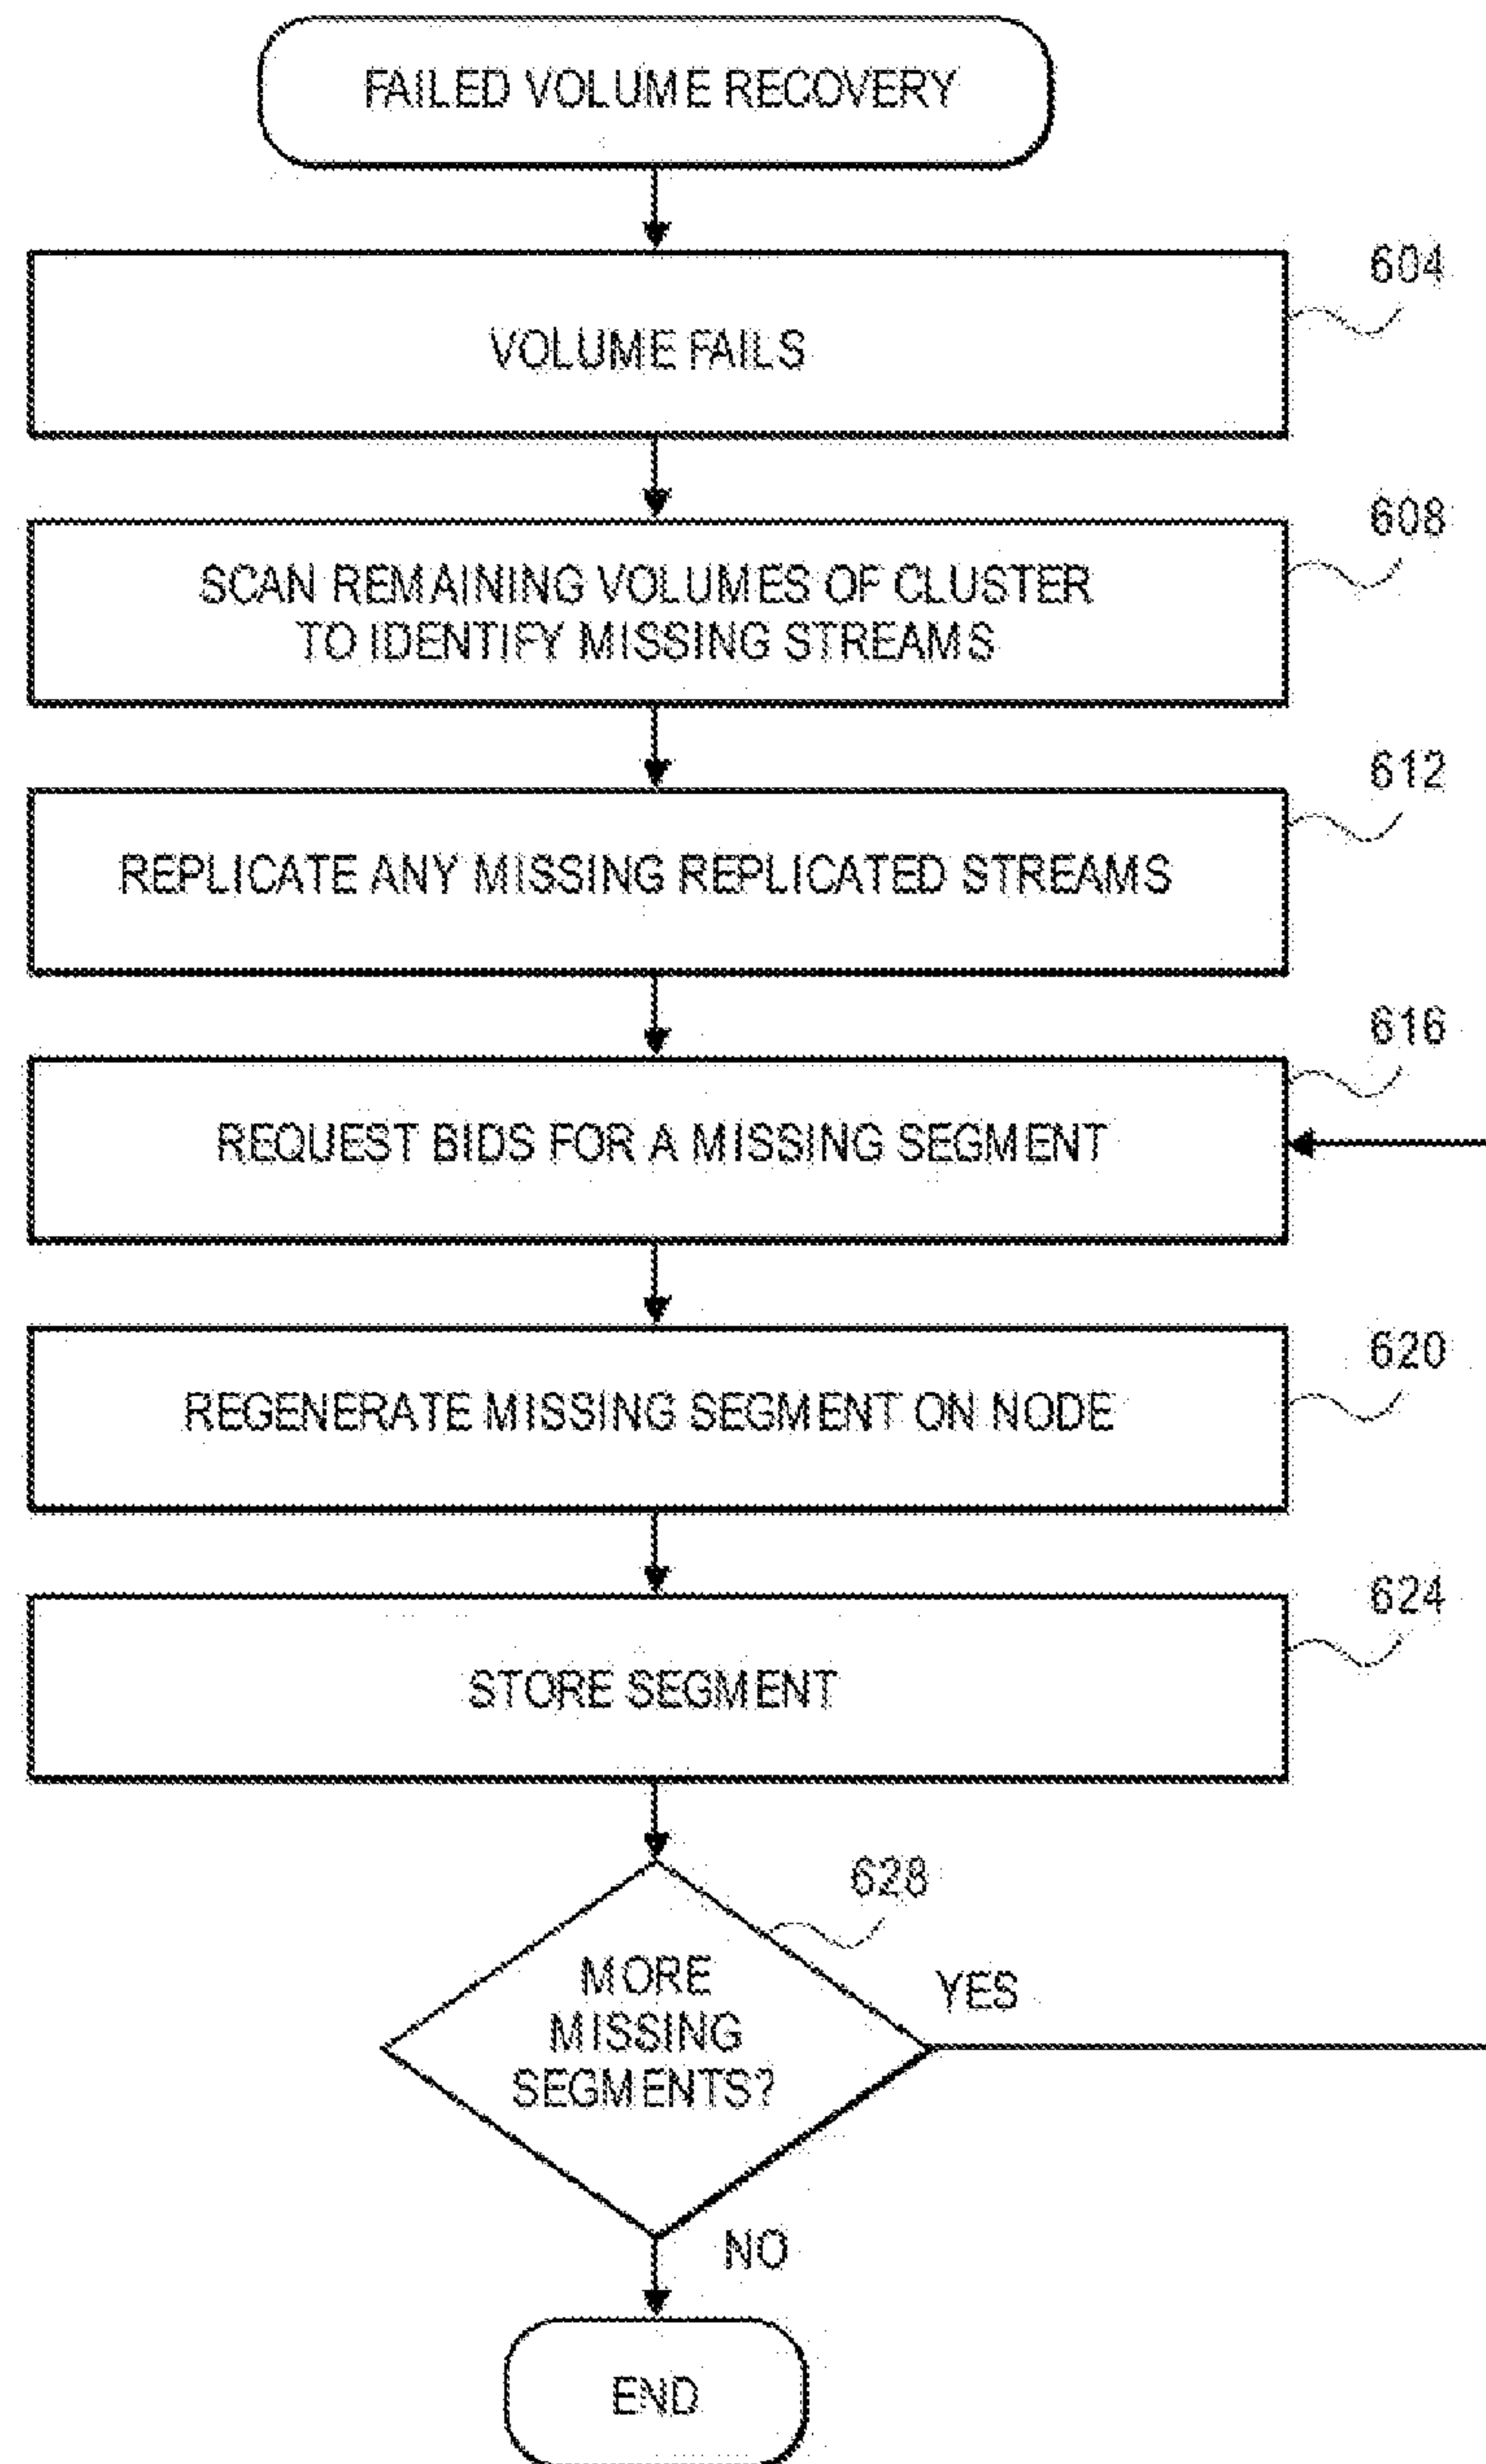 FAILED VOLUME RECOVERY
604
VOLUME FAILS
608
SCAN REMAINING VOLUMES OF CLUSTER
TO IDENTIFY MISSING STREAMS
612
REPLICATE ANY MISSING REPLICATED STREAMS
616
REQUEST BIDS FOR A MISSING SEGMENT
620
REGENERATE MISSING SEGMENT ON NODE
624
STORE SEGMENT
628
MORE
MISSING
SEGMENTS?
YES
NO
END